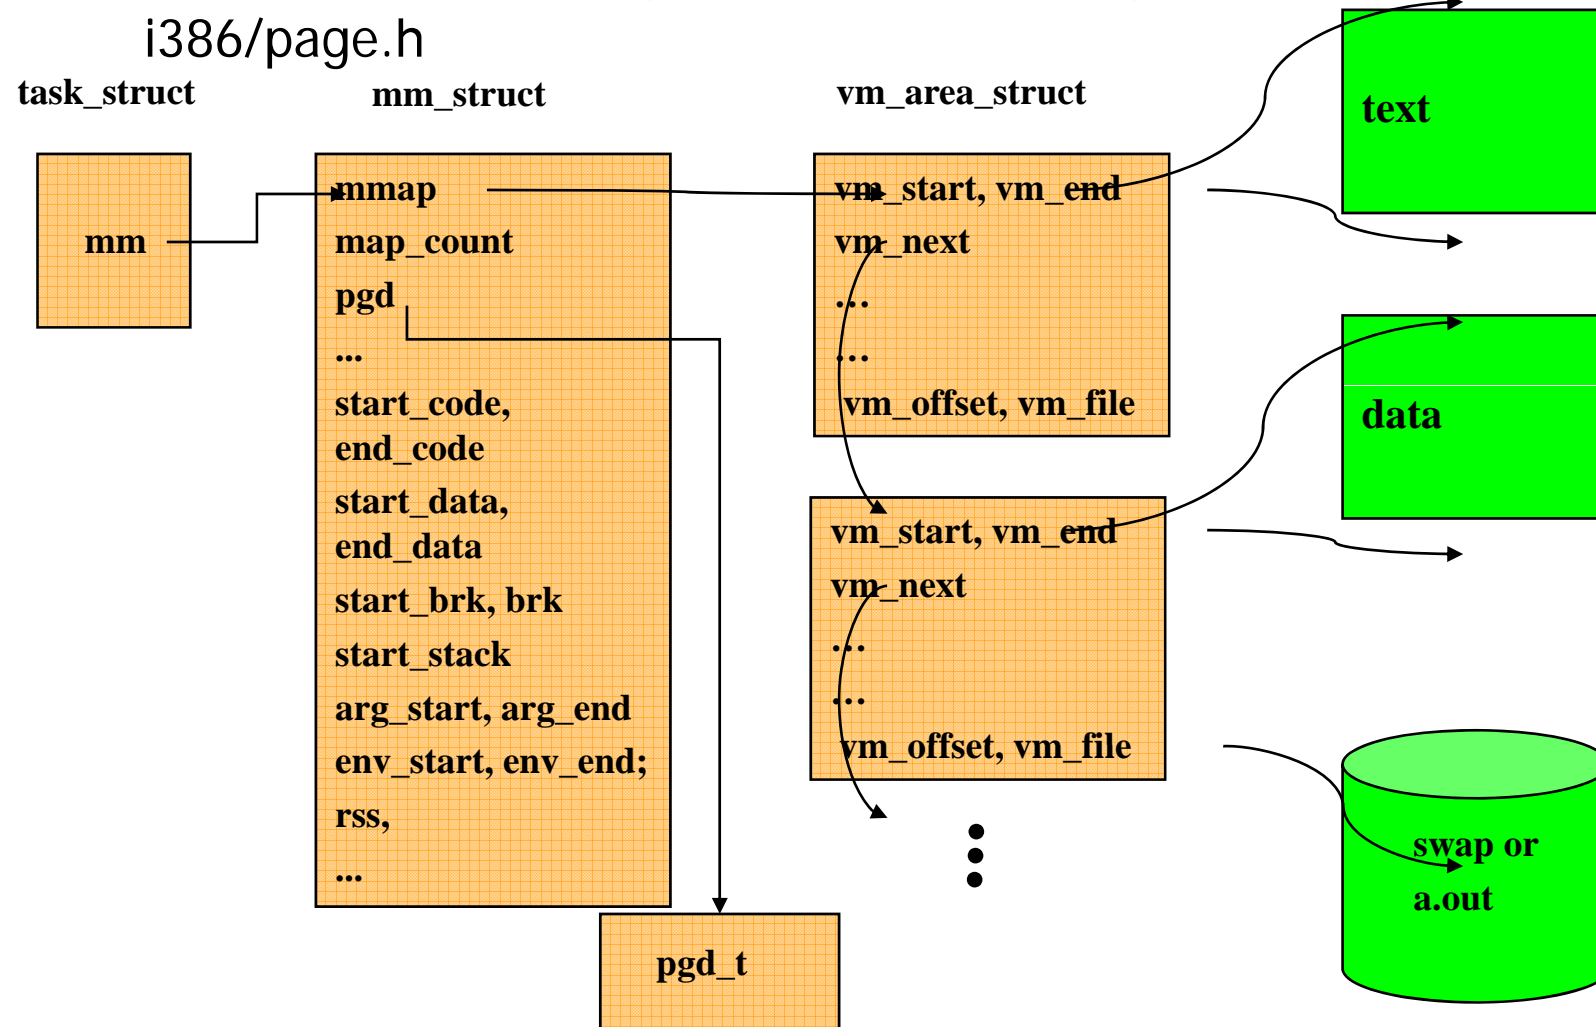 i386/page.h
task_struct
mm_struct
vm_area_struct
mm
mmap
map_count
pgd
...
start_code,
end_code
start_data,
end_data
start_brk, brk
start_stack
arg_start, arg_end
env_start, env_end;
rss,
...
pgd_t
vm_start, vm_end
vm_next
...
...
vm_offset, vm_file
vm_start, vm_end
vm_next
...
...
vm_offset, vm_file
text
data
swap or
a.out